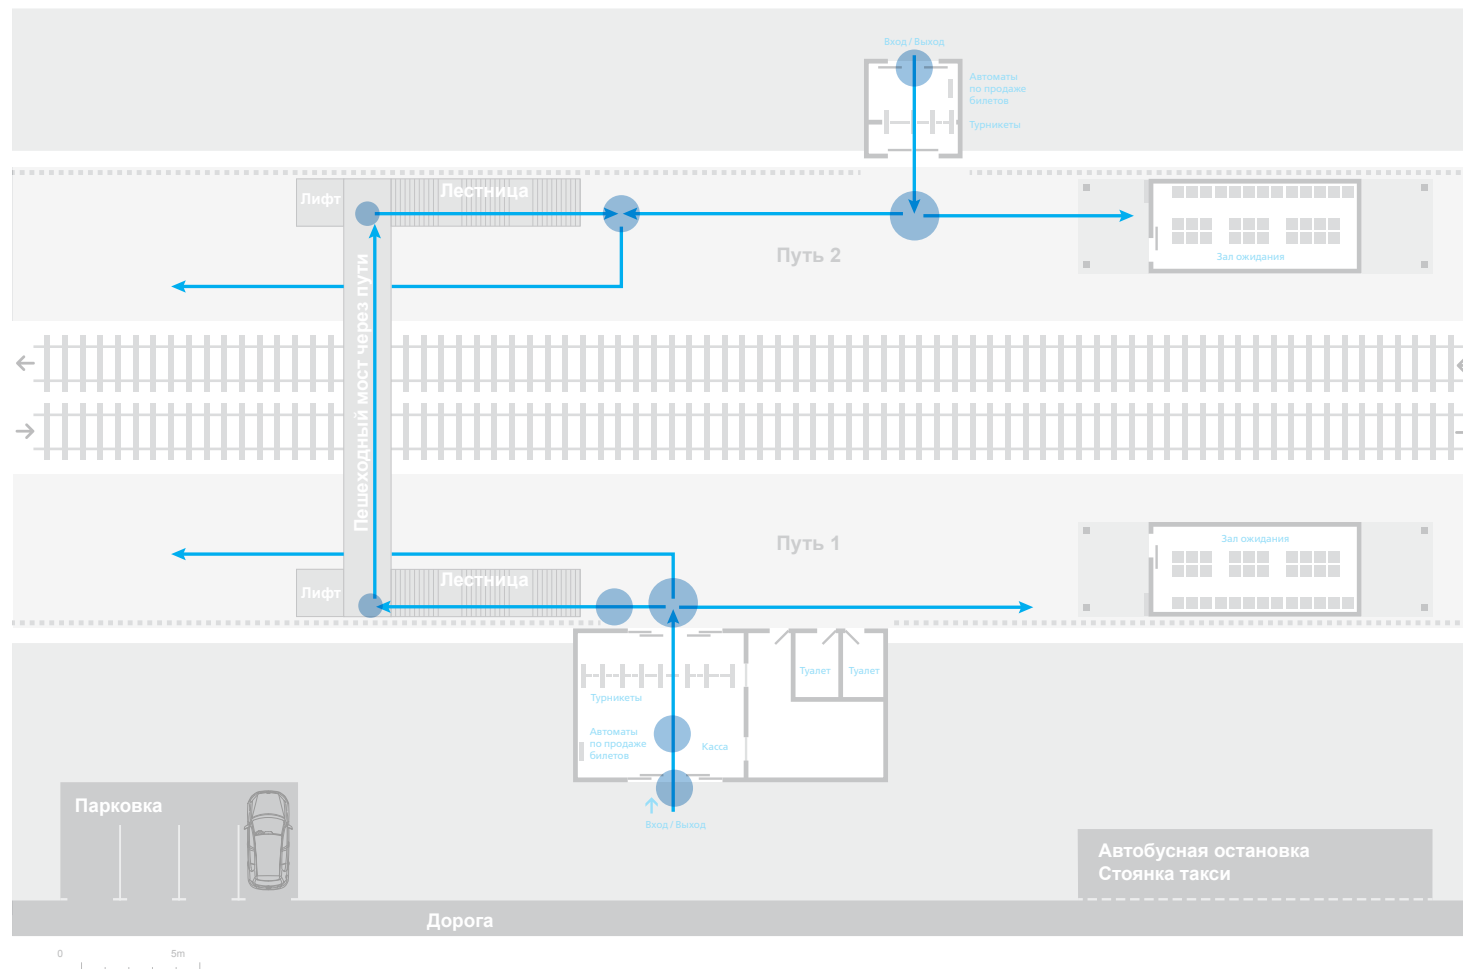 Вход / Выход
Автоматы
по продаже
билетов
Турникеты
Лифт
Лестница
Путь 2
Зал ожидания
Пешеходный мост через пути
Путь 1
Зал ожидания
Лифт
Лестница
Туалет
Туалет
Турникеты
Автоматы
по продаже
билетов
Касса
Вход / Выход
Парковка
Автобусная остановка
Стоянка такси
Дорога
0
5m